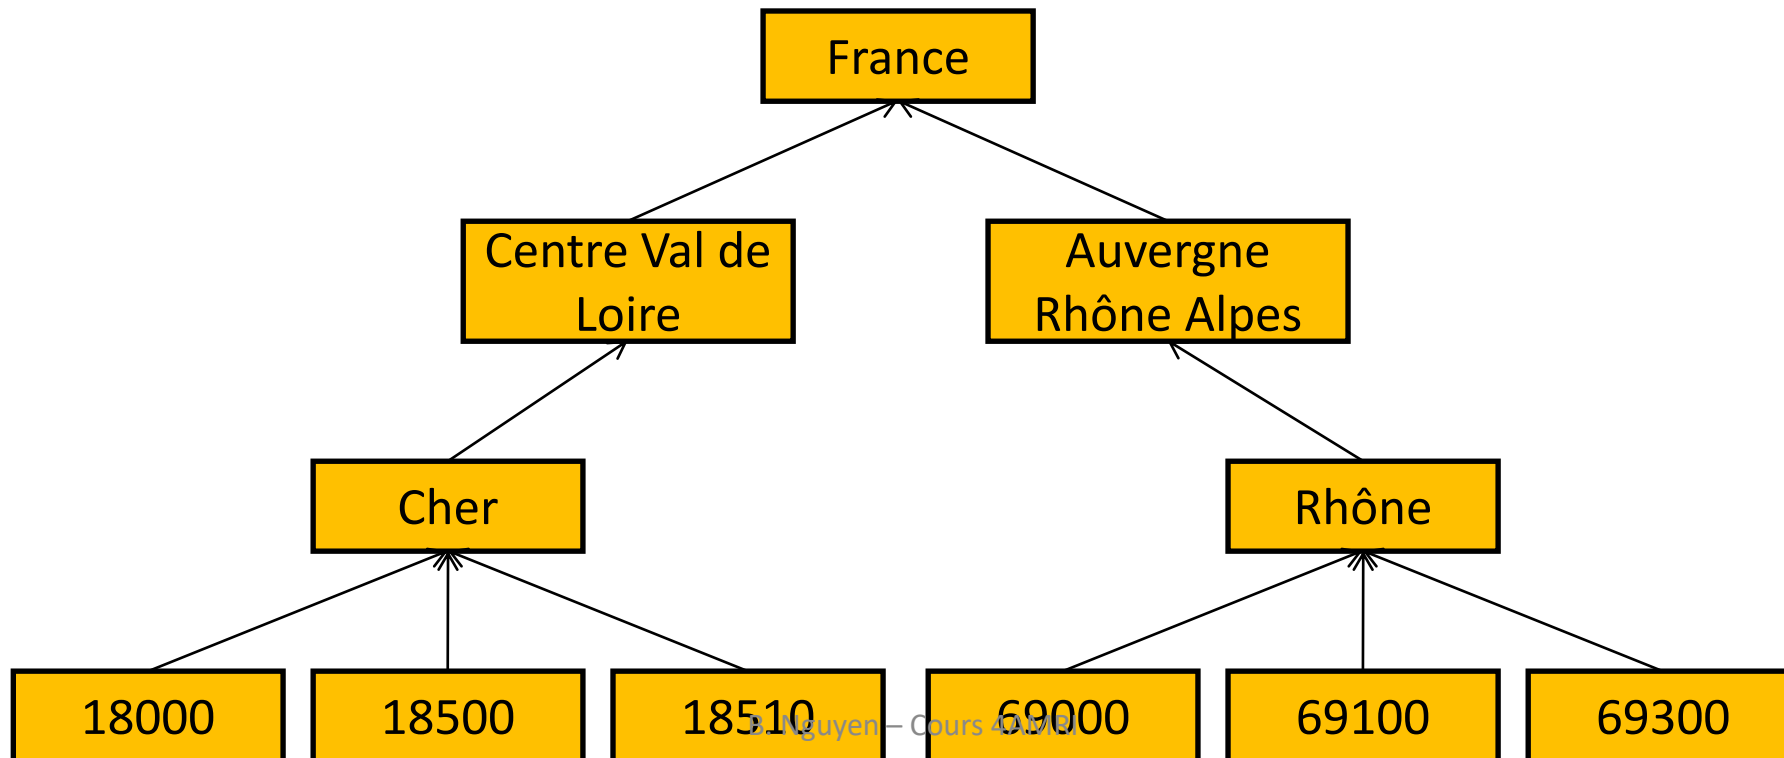 France
Centre Val de
Loire
Auvergne
Rhône Alpes
Cher
Rhône
18000
18500
18510
69000
69100
69300
B. Nguyen – Cours 4AMRI